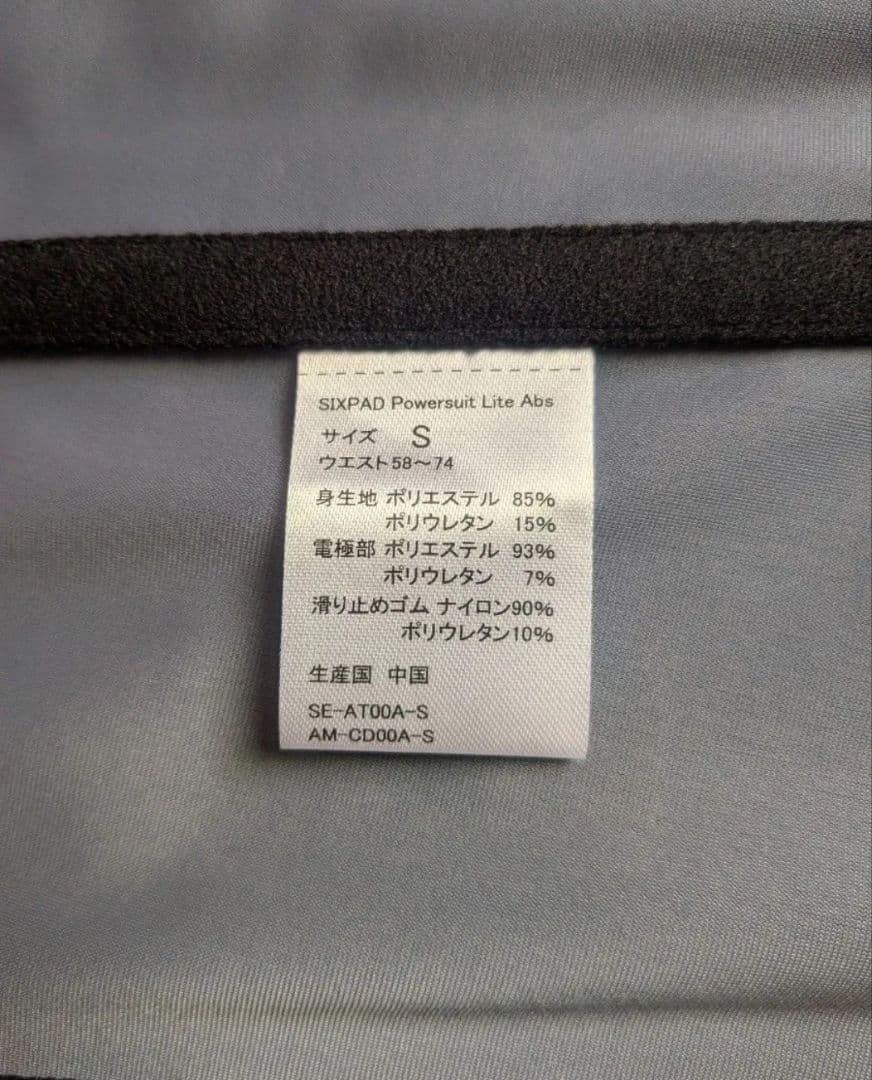 SIXPAD Powersuit Lite Abs
サイズ S
ウエスト58～74
身生地 ポリエステル 85%
ポリウレタン 15%
電極部 ポリエステル 93%
ポリウレタン 7%
滑り止めゴム ナイロン90%
ポリウレタン10%
生産国 中国
SE-AT00A-S
AM-CD00A-S